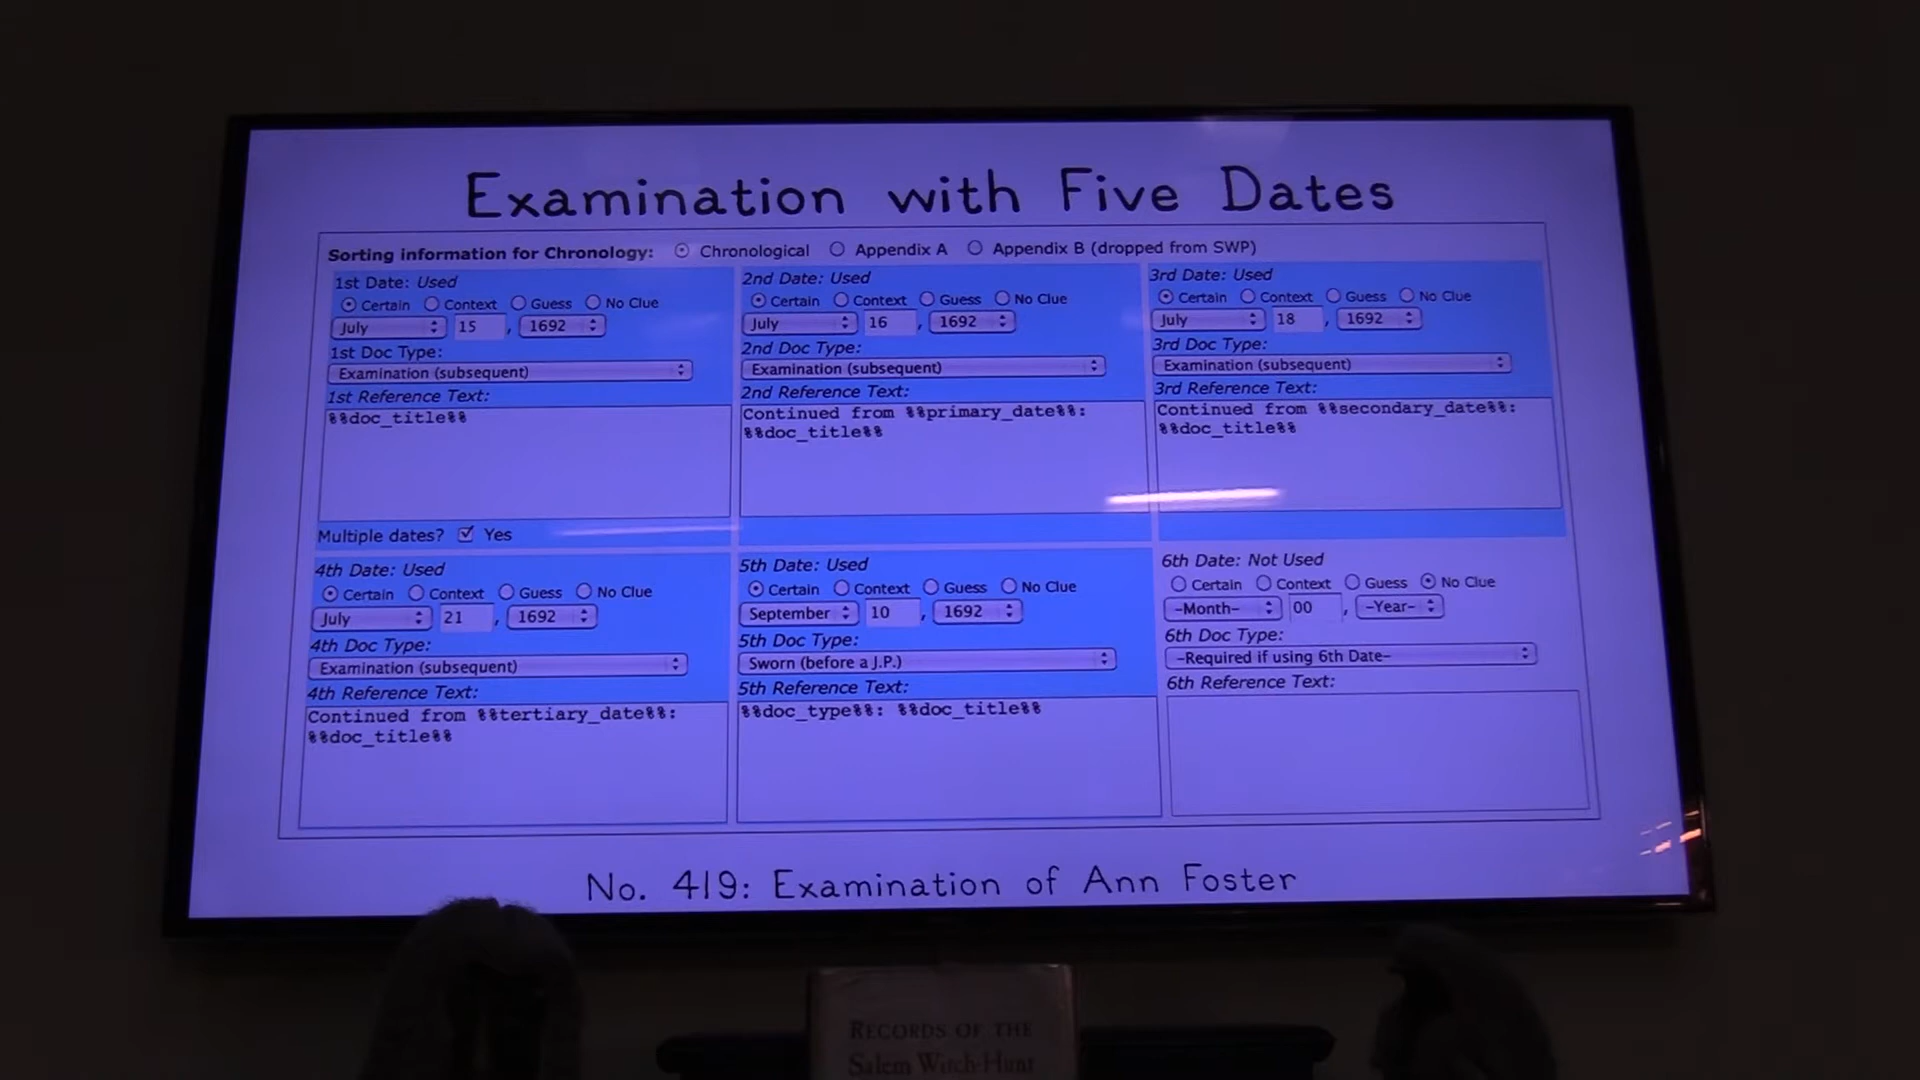 Examination with Five Dates
Sorting information for Chronology: Chronological Appendix A Appendix B (dropped from SWP)
1st Date: Used
Certain Context Guess No Clue
July 15 , 1692
1st Doc Type:
Examination (subsequent)
1st Reference Text:
%%doc_title%%
2nd Date: Used
Certain Context Guess No Clue
July 16 , 1692
2nd Doc Type:
Examination (subsequent)
2nd Reference Text:
Continued from %%primary_date%%:
%%doc_title%%
3rd Date: Used
Certain Context Guess No Clue
July 18 , 1692
3rd Doc Type:
Examination (subsequent)
3rd Reference Text:
Continued from %%secondary_date%%:
%%doc_title%%
Multiple dates? Yes
4th Date: Used
Certain Context Guess No Clue
July 21 , 1692
4th Doc Type:
Examination (subsequent)
4th Reference Text:
Continued from %%tertiary_date%%:
%%doc_title%%
5th Date: Used
Certain Context Guess No Clue
September 10 , 1692
5th Doc Type:
Sworn (before a J.P.)
5th Reference Text:
%%doc_type%%: %%doc_title%%
6th Date: Not Used
Certain Context Guess No Clue
-Month- 00 , -Year-
6th Doc Type:
-Required if using 6th Date-
6th Reference Text:
No. 419: Examination of Ann Foster
RECORDS OF THE
Salem Witch-Hunt